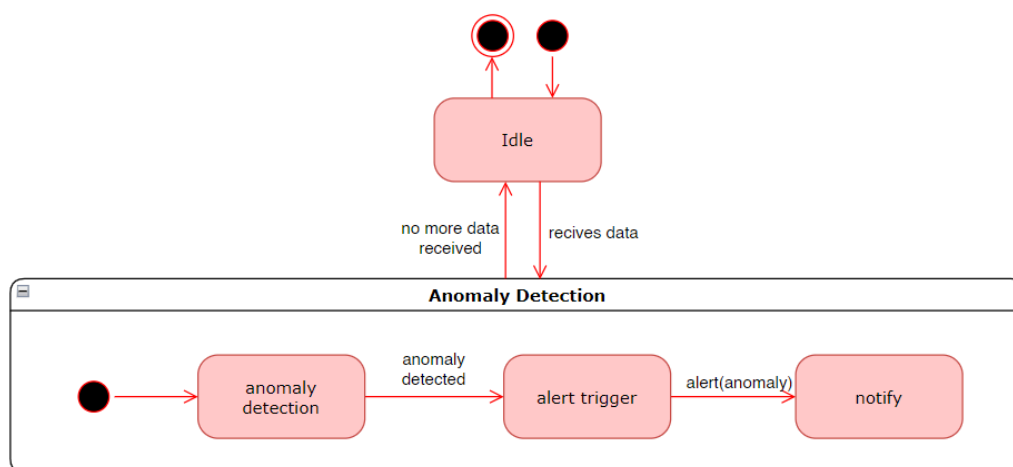 Idle
no more data
received
recives data
Anomaly Detection
anomaly
detection
anomaly
detected
alert trigger
alert(anomaly)
notify